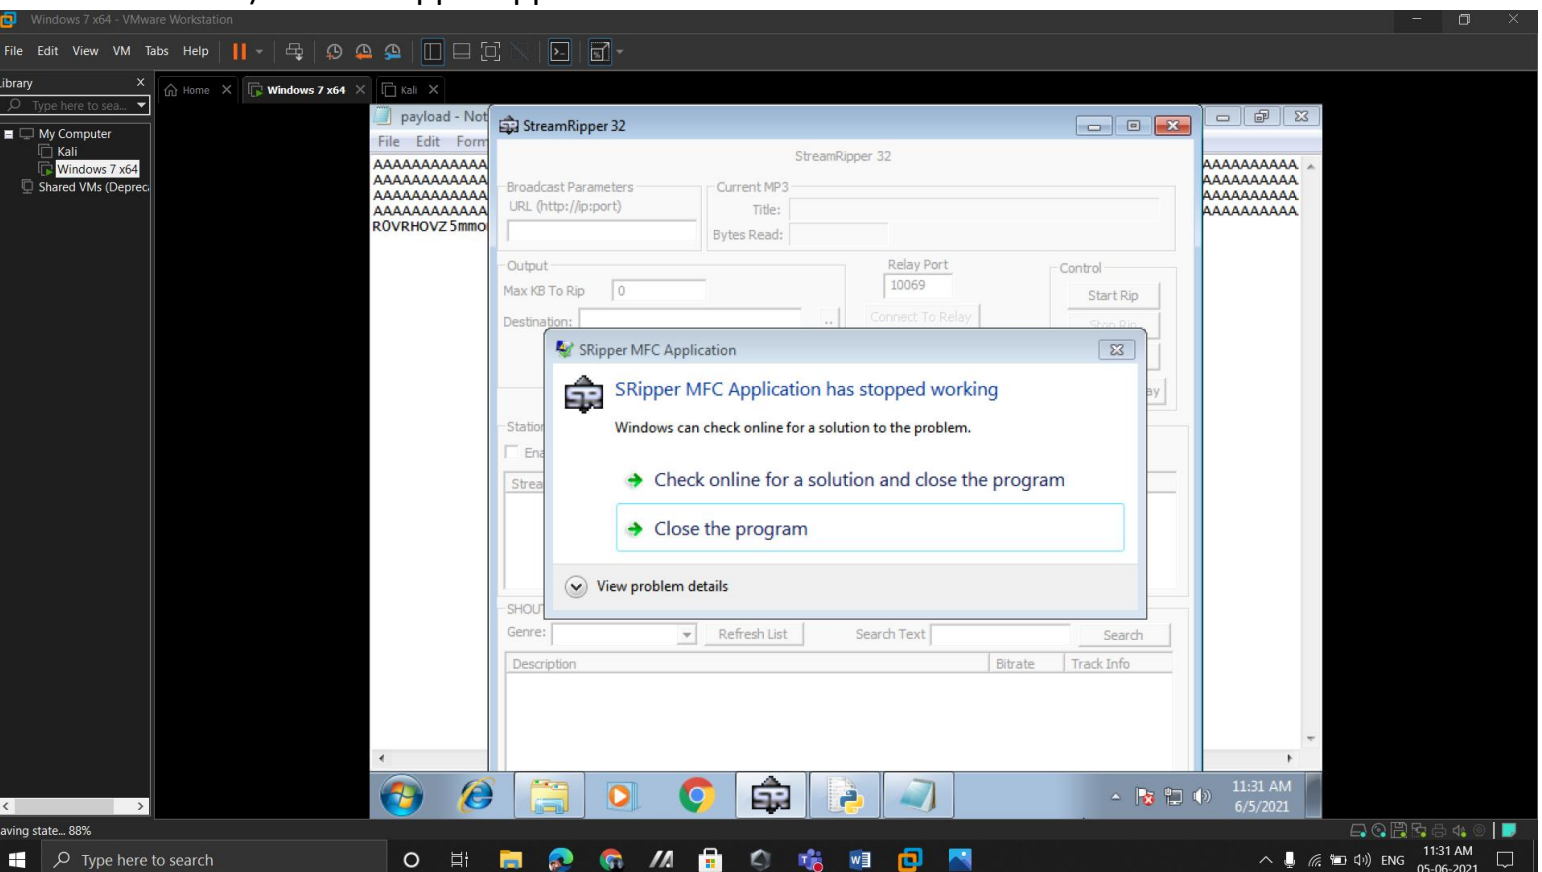 Windows 7 x64 - VMware Workstation
File Edit View VM Tabs Help
Library X
Home X Windows 7 x64 X Kali X
Type here to sea...
My Computer
Kali
Windows 7 x64
Shared VMs (Depreca
payload - Not
File Edit Form
AAAAAAAAAAAA
AAAAAAAAAAAA
AAAAAAAAAAAA
AAAAAAAAAAAA
R0VRHOVZ5mmo
AAAAAAAAAA
AAAAAAAAAA
AAAAAAAAAA
AAAAAAAAAA
StreamRipper 32
StreamRipper 32
Broadcast Parameters
URL (http://ip:port)
Current MP3
Title:
Bytes Read:
Output
Max KB To Rip 0
Destination: ..
Relay Port
10069
Connect To Relay
Control
Start Rip
Stop Rip
ay
Station
Ena
Strea
SRipper MFC Application
SRipper MFC Application has stopped working
Windows can check online for a solution to the problem.
Check online for a solution and close the program
Close the program
View problem details
SHOUT
Genre: Refresh List Search Text Search
Description Bitrate Track Info
11:31 AM
6/5/2021
aving state... 88%
Type here to search
ENG
11:31 AM
05-06-2021